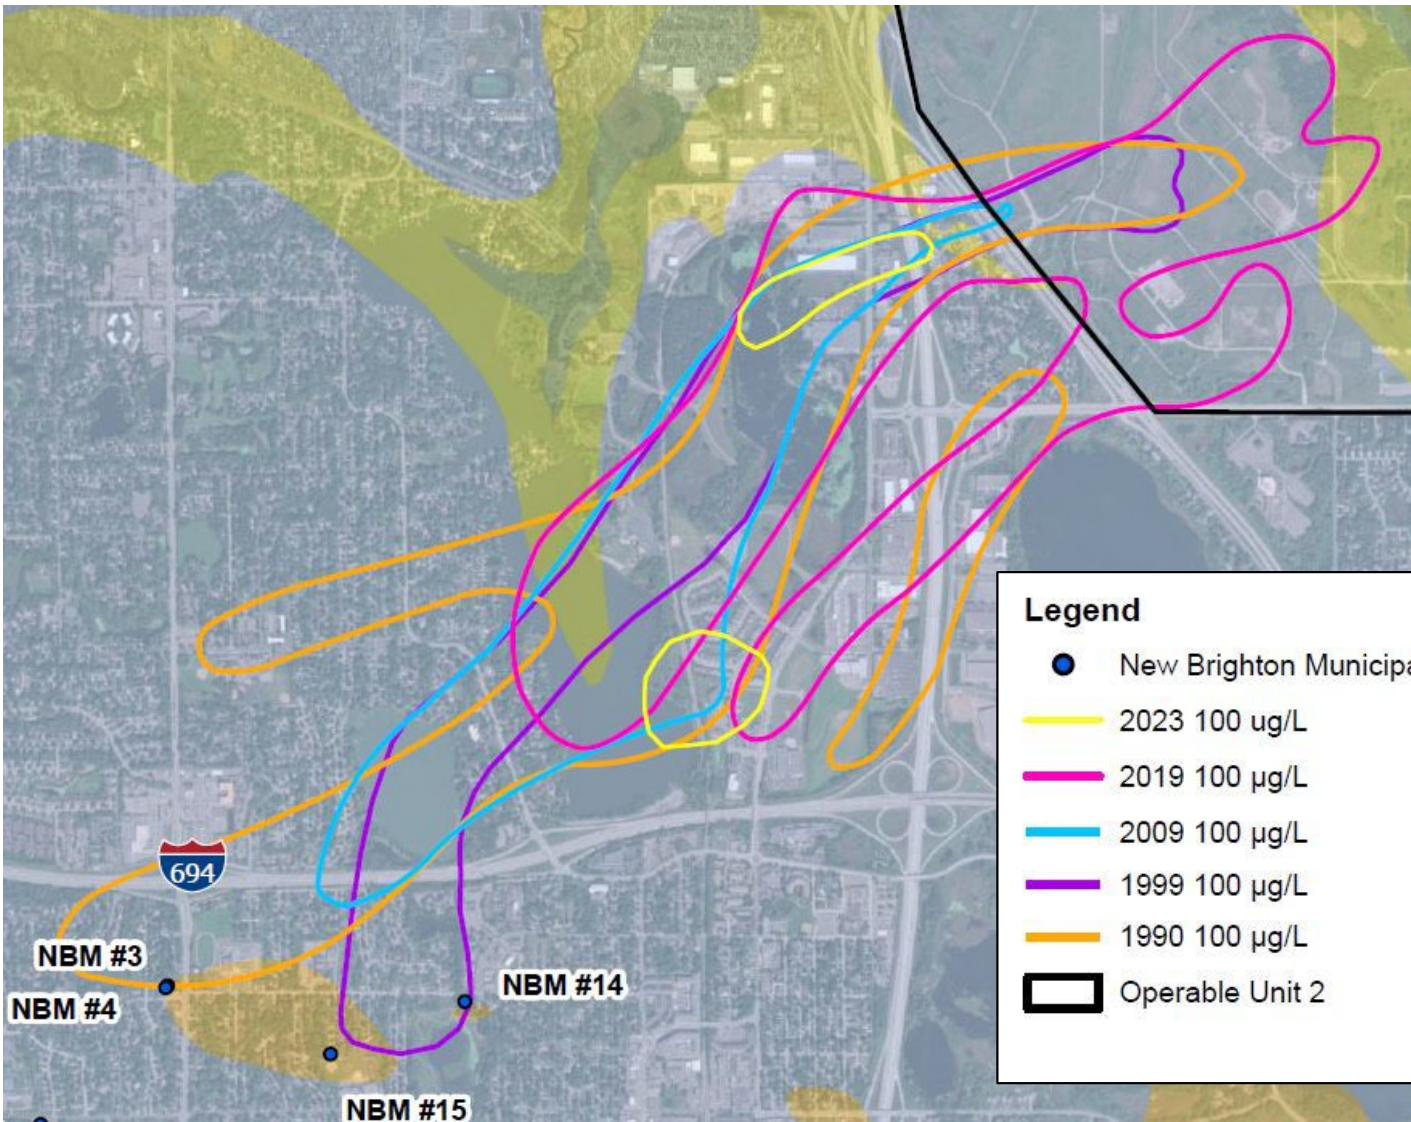 Legend
New Brighton Municipa
2023 100 ug/L
2019 100 µg/L
2009 100 µg/L
1999 100 µg/L
1990 100 µg/L
Operable Unit 2
694
NBM #3
NBM #4
NBM #14
NBM #15